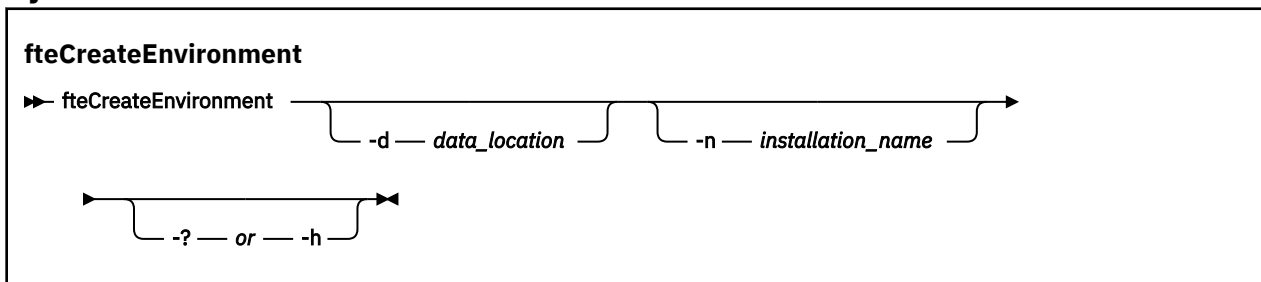 fteCreateEnvironment
fteCreateEnvironment
-d data_location -n installation_name
-? or -h